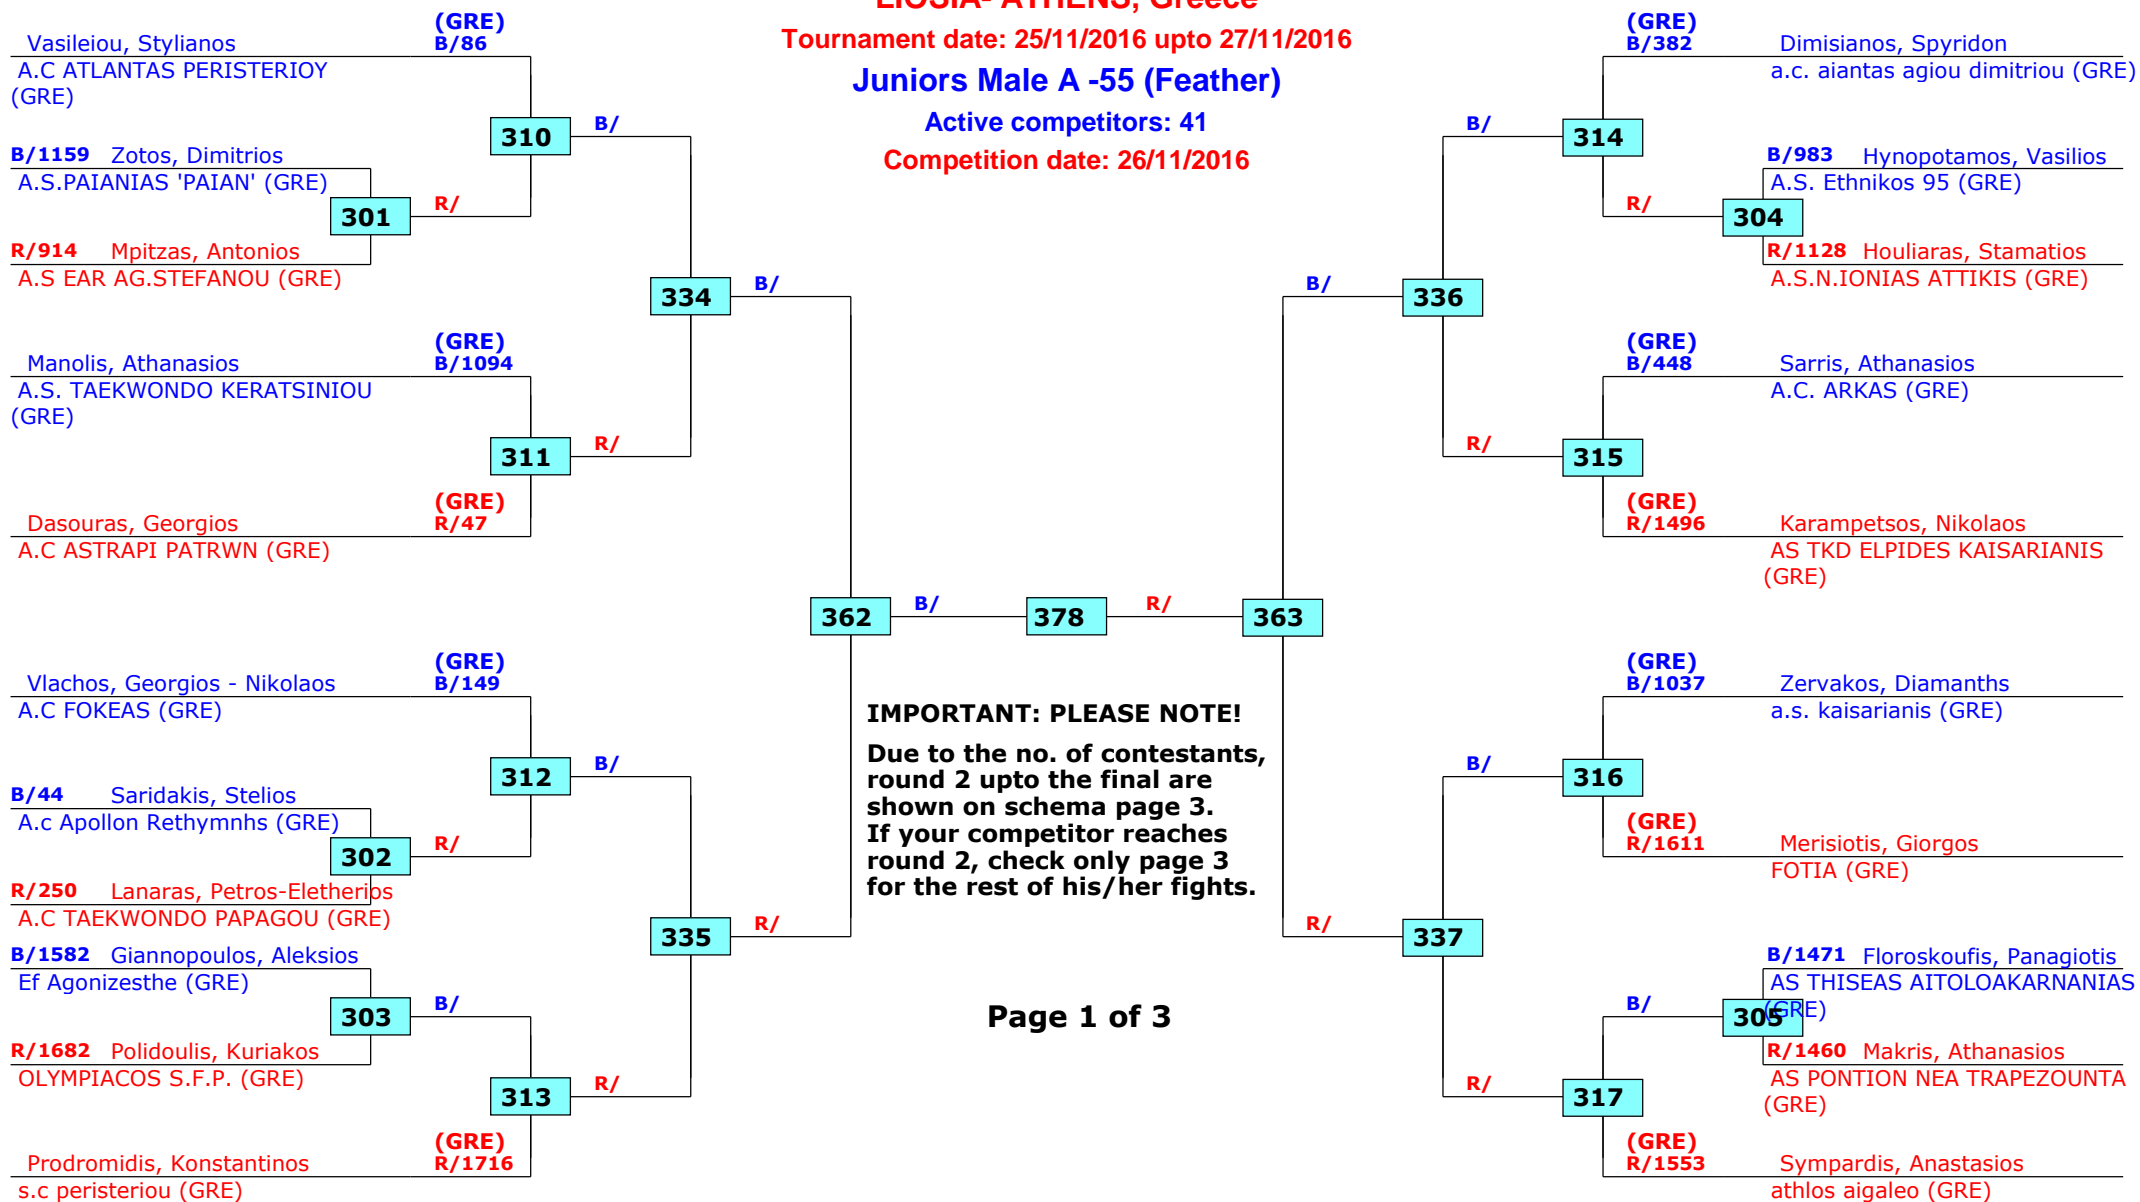 LIOSIA- ATHENS, Greece
Tournament date: 25/11/2016 upto 27/11/2016
Juniors Male A -55 (Feather)
Active competitors: 41
Competition date: 26/11/2016
(GRE)
Vasileiou, Stylianos B/86
A.C ATLANTAS PERISTERIOY
(GRE)
310 B/
B/1159 Zotos, Dimitrios
A.S.PAIANIAS 'PAIAN' (GRE)
301 R/
R/914 Mpitzas, Antonios
A.S EAR AG.STEFANOU (GRE)
334 B/
(GRE)
Manolis, Athanasios B/1094
A.S. TAEKWONDO KERATSINIOU
(GRE)
311 R/
(GRE)
Dasouras, Georgios R/47
A.C ASTRAPI PATRWN (GRE)
362 B/ 378 R/ 363
(GRE)
Vlachos, Georgios - Nikolaos B/149
A.C FOKEAS (GRE)
312 B/
B/44 Saridakis, Stelios
A.c Apollon Rethymnhs (GRE)
302 R/
R/250 Lanaras, Petros-Eletherios
A.C TAEKWONDO PAPAGOU (GRE)
335 R/
B/1582 Giannopoulos, Aleksios
Ef Agonizesthe (GRE)
303 B/
R/1682 Polidoulis, Kuriakos
OLYMPIACOS S.F.P. (GRE)
313 R/
(GRE)
Prodromidis, Konstantinos R/1716
s.c peristeriou (GRE)
IMPORTANT: PLEASE NOTE!
Due to the no. of contestants,
round 2 upto the final are
shown on schema page 3.
If your competitor reaches
round 2, check only page 3
for the rest of his/her fights.
Page 1 of 3
(GRE)
B/382 Dimisianos, Spyridon
a.c. aiantas agiou dimitriou (GRE)
B/ 314
B/983 Hynopotamos, Vasilios
A.S. Ethnikos 95 (GRE)
R/ 304
R/1128 Houliaras, Stamatios
A.S.N.IONIAS ATTIKIS (GRE)
B/ 336
(GRE)
B/448 Sarris, Athanasios
A.C. ARKAS (GRE)
R/ 315
(GRE)
R/1496 Karampetsos, Nikolaos
AS TKD ELPIDES KAISARIANIS
(GRE)
(GRE)
B/1037 Zervakos, Diamanths
a.s. kaisarianis (GRE)
B/ 316
(GRE)
R/1611 Merisiotis, Giorgos
FOTIA (GRE)
R/ 337
B/1471 Floroskoufis, Panagiotis
AS THISEAS AITOLOAKARNANIAS
(GRE)
B/ 305
R/1460 Makris, Athanasios
AS PONTION NEA TRAPEZOUNTA
(GRE)
R/ 317
(GRE)
R/1553 Sympardis, Anastasios
athlos aigaleo (GRE)